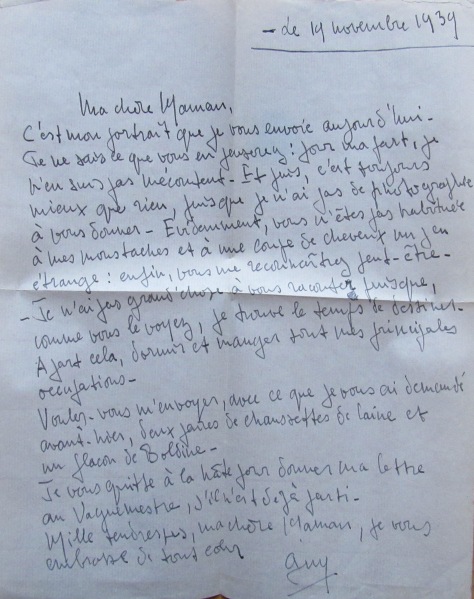 - le 19 novembre 1939
Ma chère Maman,
C'est mon portrait que je vous envoie aujourd'hui -
Je ne sais ce que vous en penserez : pour ma part, je
n'en suis pas mécontent - Et puis, c'est toujours
mieux que rien, puisque je n'ai pas de photographie
à vous donner - Evidemment, vous n'êtes pas habituée
à mes moustaches et à une coupe de cheveux un peu
étrange : enfin, vous me reconnaîtrez peut-être -
- Je n'ai pas grand'chose à vous raconter puisque,
comme vous le voyez, je trouve le temps de dessiner -
A part cela, dormir et manger sont mes principales
occupations -
Voulez-vous m'envoyer, avec ce que je vous ai demandé
avant-hier, deux paires de chaussettes de laine et
un flacon de Boldine -
Je vous quitte à la hâte pour donner ma lettre
au Vaguemestre, s'il n'est déjà parti -
Mille tendresses, ma chère Maman, je vous
embrasse de tout cœur
Guy